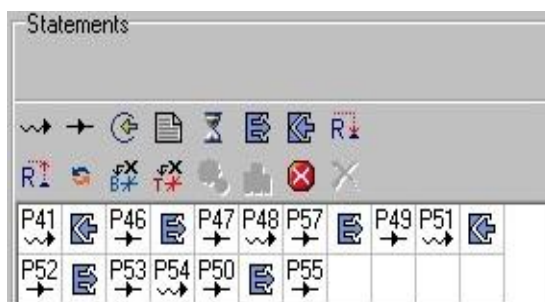 Statements
R
R B T
P41 P46 P47 P48 P57 P49 P51
P52 P53 P54 P50 P55